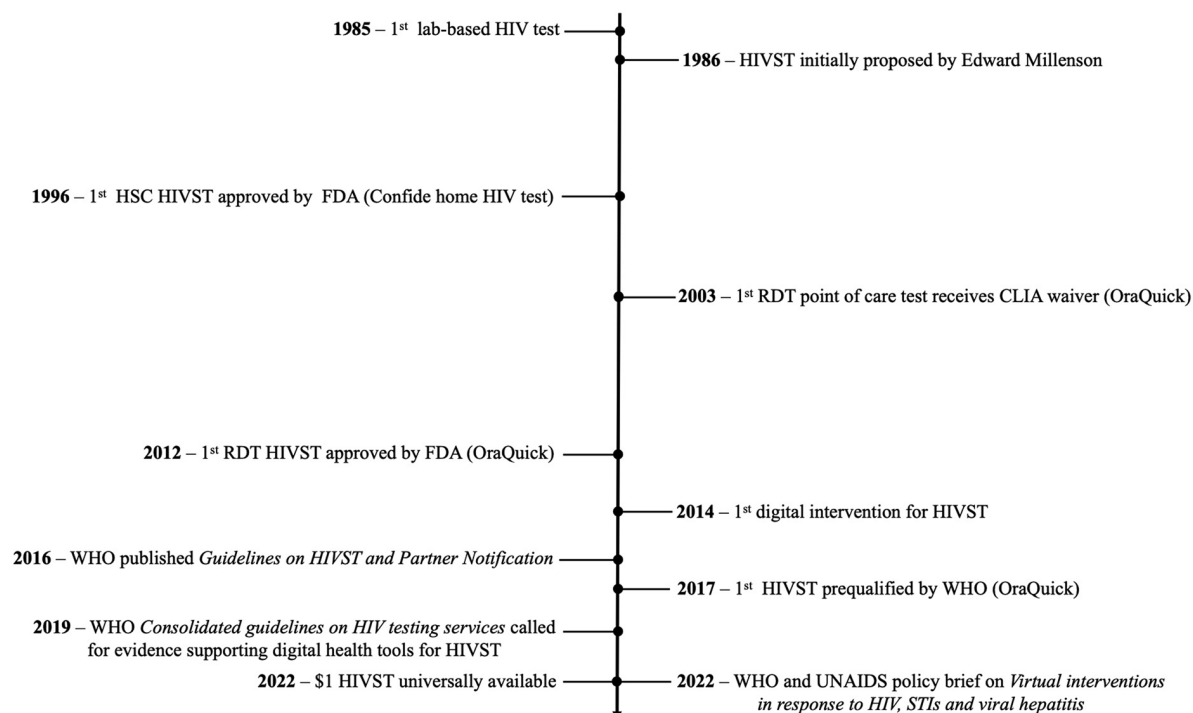 1985 – 1st lab-based HIV test
1986 – HIVST initially proposed by Edward Millenson
1996 – 1st HSC HIVST approved by FDA (Confide home HIV test)
2003 – 1st RDT point of care test receives CLIA waiver (OraQuick)
2012 – 1st RDT HIVST approved by FDA (OraQuick)
2014 – 1st digital intervention for HIVST
2016 – WHO published Guidelines on HIVST and Partner Notification
2017 – 1st HIVST prequalified by WHO (OraQuick)
2019 – WHO Consolidated guidelines on HIV testing services called
for evidence supporting digital health tools for HIVST
2022 – $1 HIVST universally available
2022 – WHO and UNAIDS policy brief on Virtual interventions
in response to HIV, STIs and viral hepatitis